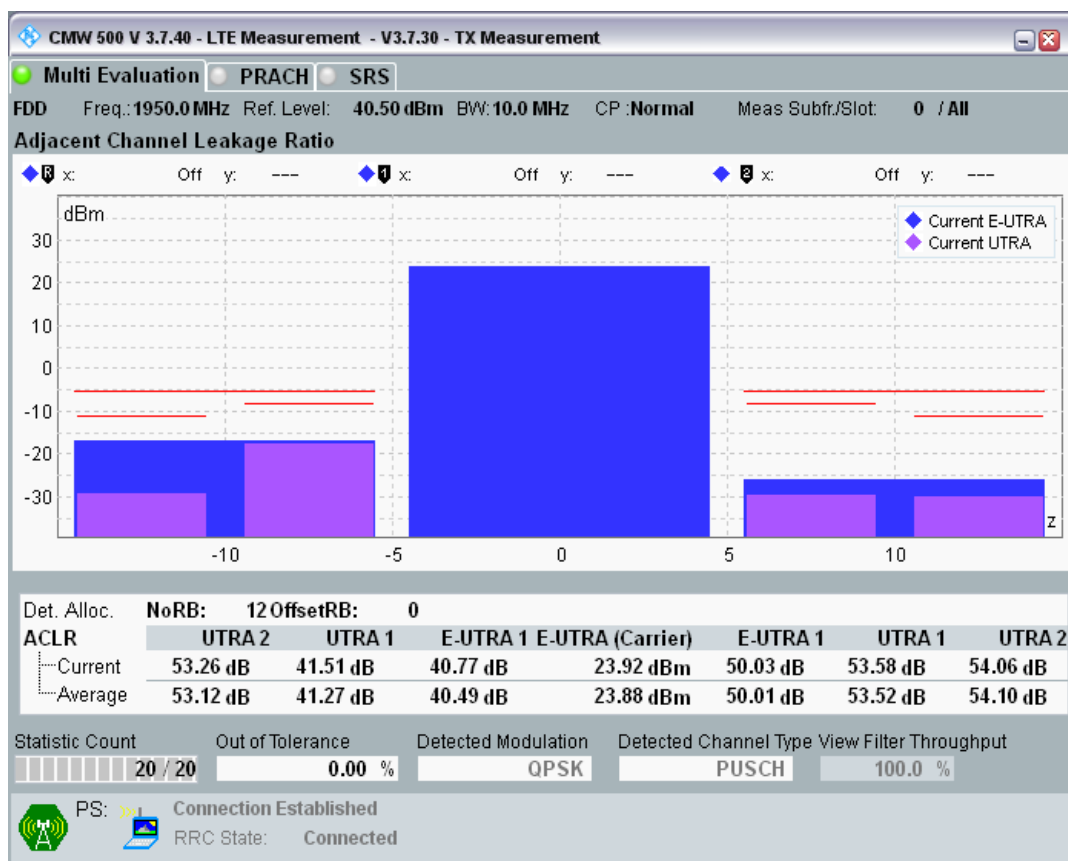 CMW 500 V 3.7.40 - LTE Measurement - V3.7.30 - TX Measurement
Multi Evaluation PRACH SRS
FDD Freq.: 1950.0 MHz Ref. Level: 40.50 dBm BW: 10.0 MHz CP : Normal Meas Subfr./Slot: 0 / All
Adjacent Channel Leakage Ratio
R x: Off y: --- 1 x: Off y: --- 2 x: Off y: ---
dBm
Current E-UTRA
Current UTRA
30
20
10
0
-10
-20
-30
z
-10 -5 0 5 10
Det. Alloc. NoRB: 12 OffsetRB: 0
ACLR UTRA 2 UTRA 1 E-UTRA 1 E-UTRA (Carrier) E-UTRA 1 UTRA 1 UTRA 2
Current 53.26 dB 41.51 dB 40.77 dB 23.92 dBm 50.03 dB 53.58 dB 54.06 dB
Average 53.12 dB 41.27 dB 40.49 dB 23.88 dBm 50.01 dB 53.52 dB 54.10 dB
Statistic Count Out of Tolerance Detected Modulation Detected Channel Type View Filter Throughput
20 / 20 0.00 % QPSK PUSCH 100.0 %
PS: Connection Established
RRC State: Connected